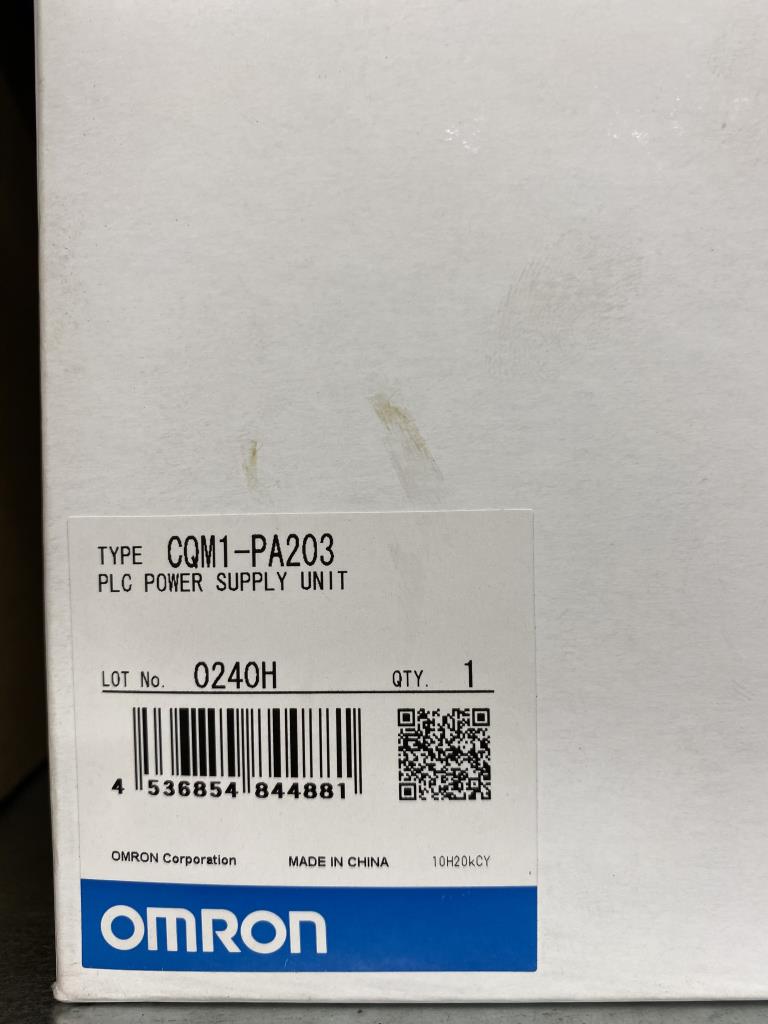 TYPE CQM1-PA203
PLC POWER SUPPLY UNIT
LOT No. 0240H QTY. 1
4 536854 844881
OMRON Corporation MADE IN CHINA 10H20kCY
OMRON